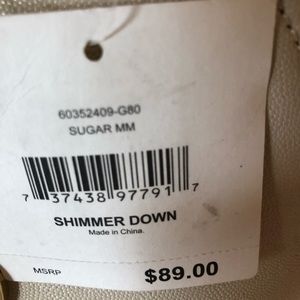 60352409-G80
SUGAR MM
7 37438 97791 7
SHIMMER DOWN
Made in China.
MSRP $89.00